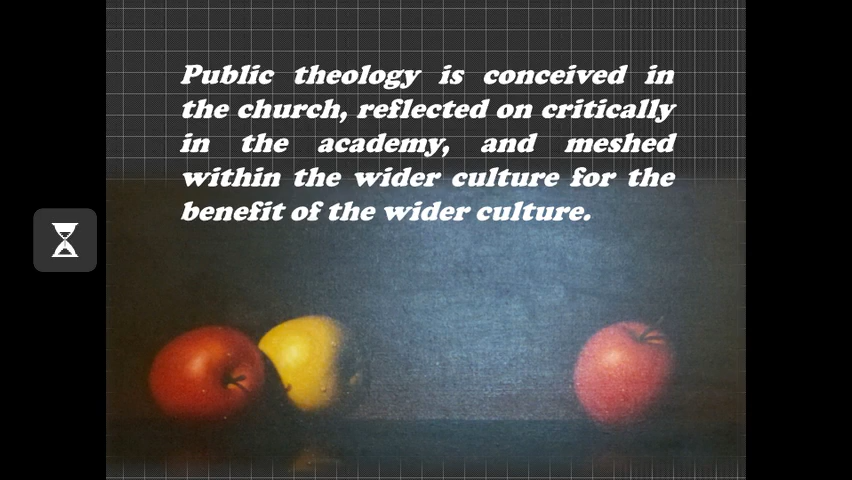 Public theology is conceived in
the church, reflected on critically
in the academy, and meshed
within the wider culture for the
benefit of the wider culture.